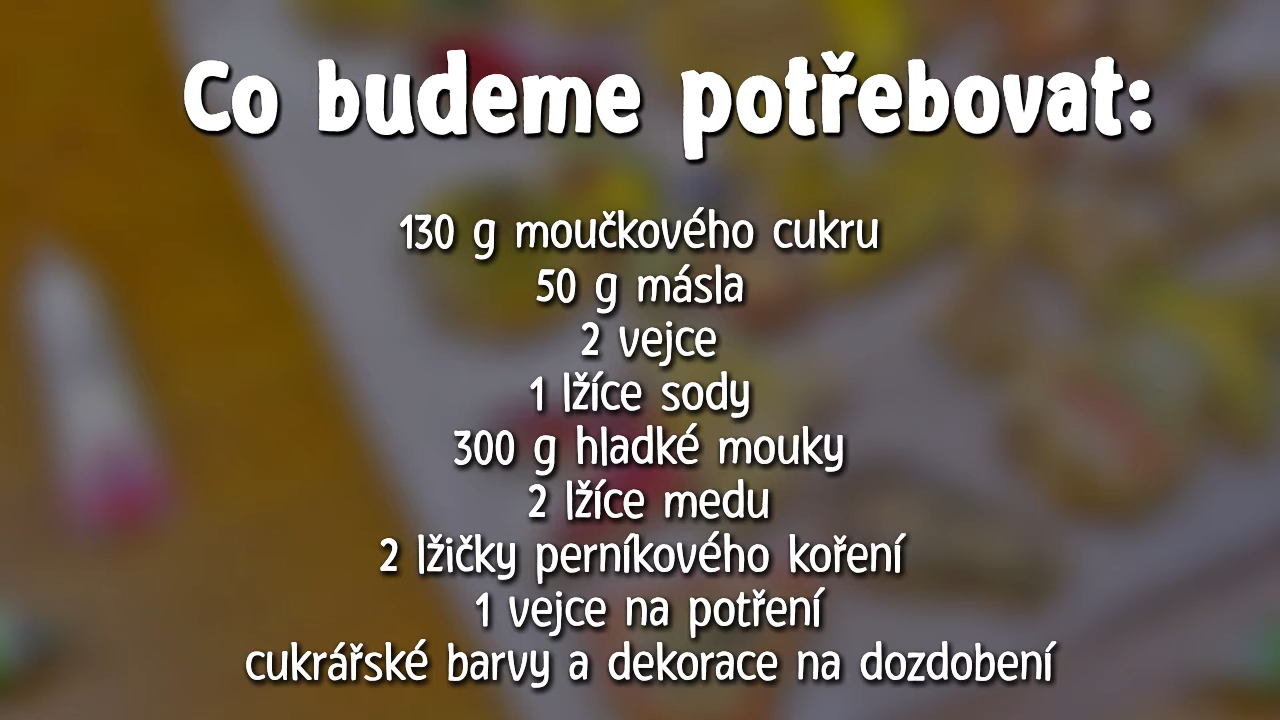 Co budeme potřebovat:
130 g moučkového cukru
50 g másla
2 vejce
1 lžíce sody
300 g hladké mouky
2 lžíce medu
2 lžičky perníkového koření
1 vejce na potření
cukrářské barvy a dekorace na dozdobení